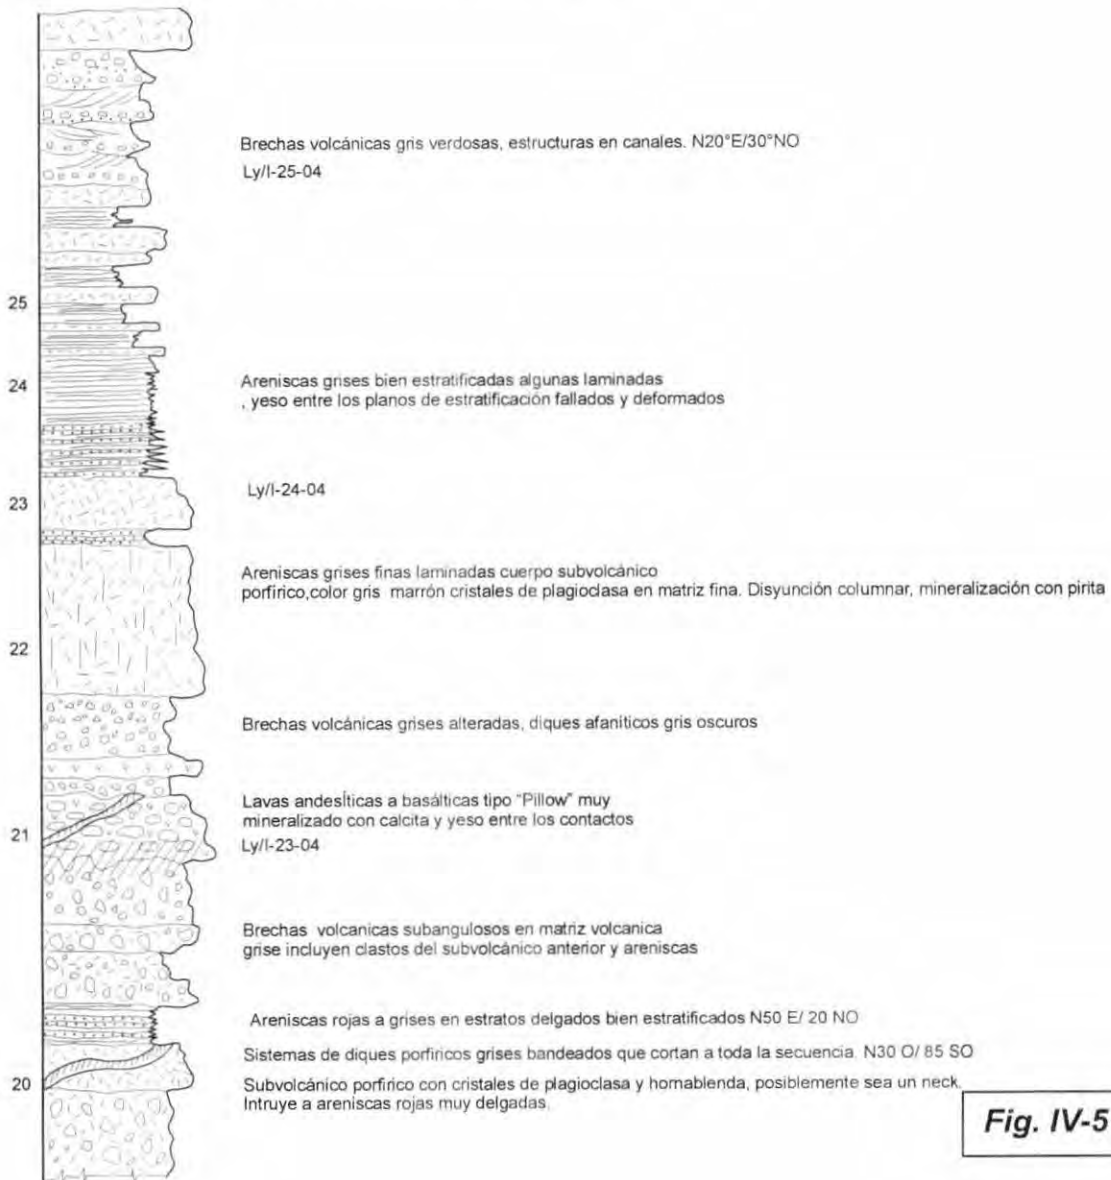 Brechas volcánicas gris verdosas, estructuras en canales. N20°E/30°NO
Ly/I-25-04
25
24
Areniscas grises bien estratificadas algunas laminadas
, yeso entre los planos de estratificación fallados y deformados
Ly/I-24-04
23
Areniscas grises finas laminadas cuerpo subvolcánico
porfirico,color gris marrón cristales de plagioclasa en matriz fina. Disyunción columnar, mineralización con pirita
22
Brechas volcánicas grises alteradas, diques afaníticos gris oscuros
Lavas andesíticas a basálticas tipo "Pillow" muy
mineralizado con calcita y yeso entre los contactos
21
Ly/I-23-04
Brechas volcanicas subangulosos en matriz volcanica
grise incluyen clastos del subvolcánico anterior y areniscas
Areniscas rojas a grises en estratos delgados bien estratificados N50 E/ 20 NO
Sistemas de diques porfiricos grises bandeados que cortan a toda la secuencia. N30 O/ 85 SO
20
Subvolcánico porfirico con cristales de plagioclasa y hornablenda, posiblemente sea un neck.
Intruye a areniscas rojas muy delgadas.
Fig. IV-5